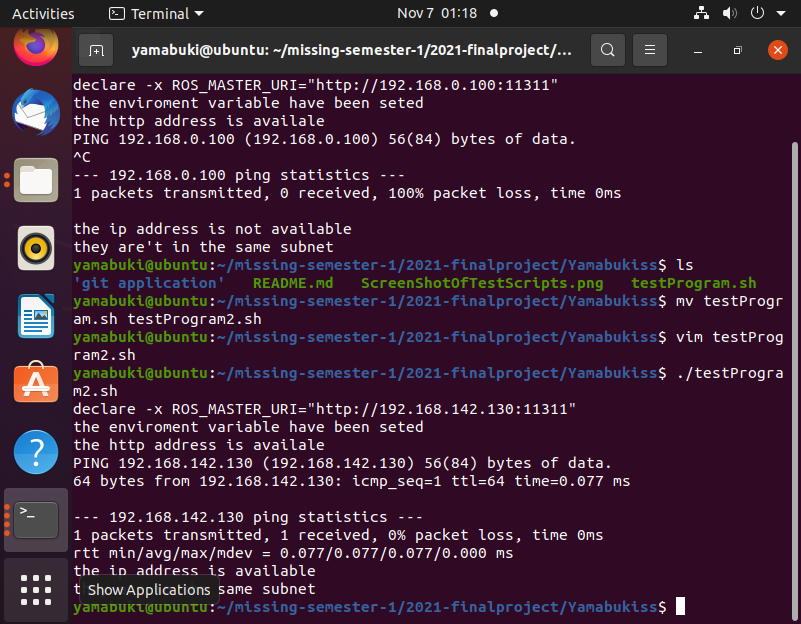 Activities
Terminal
Nov 7 01:18
yamabuki@ubuntu: ~/missing-semester-1/2021-finalproject/...
declare -x ROS_MASTER_URI="http://192.168.0.100:11311"
the enviroment variable have been seted
the http address is availale
PING 192.168.0.100 (192.168.0.100) 56(84) bytes of data.
^C
--- 192.168.0.100 ping statistics ---
1 packets transmitted, 0 received, 100% packet loss, time 0ms
the ip address is not available
they are't in the same subnet
yamabuki@ubuntu:~/missing-semester-1/2021-finalproject/Yamabukiss$ ls
'git application' README.md ScreenShotOfTestScripts.png testProgram.sh
yamabuki@ubuntu:~/missing-semester-1/2021-finalproject/Yamabukiss$ mv testProgr
am.sh testProgram2.sh
yamabuki@ubuntu:~/missing-semester-1/2021-finalproject/Yamabukiss$ vim testProg
ram2.sh
yamabuki@ubuntu:~/missing-semester-1/2021-finalproject/Yamabukiss$ ./testProgra
m2.sh
declare -x ROS_MASTER_URI="http://192.168.142.130:11311"
the enviroment variable have been seted
the http address is availale
PING 192.168.142.130 (192.168.142.130) 56(84) bytes of data.
64 bytes from 192.168.142.130: icmp_seq=1 ttl=64 time=0.077 ms
--- 192.168.142.130 ping statistics ---
1 packets transmitted, 1 received, 0% packet loss, time 0ms
rtt min/avg/max/mdev = 0.077/0.077/0.077/0.000 ms
the ip address is available
same subnet
Show Applications
yamabuki@ubuntu:~/missing-semester-1/2021-finalproject/Yamabukiss$